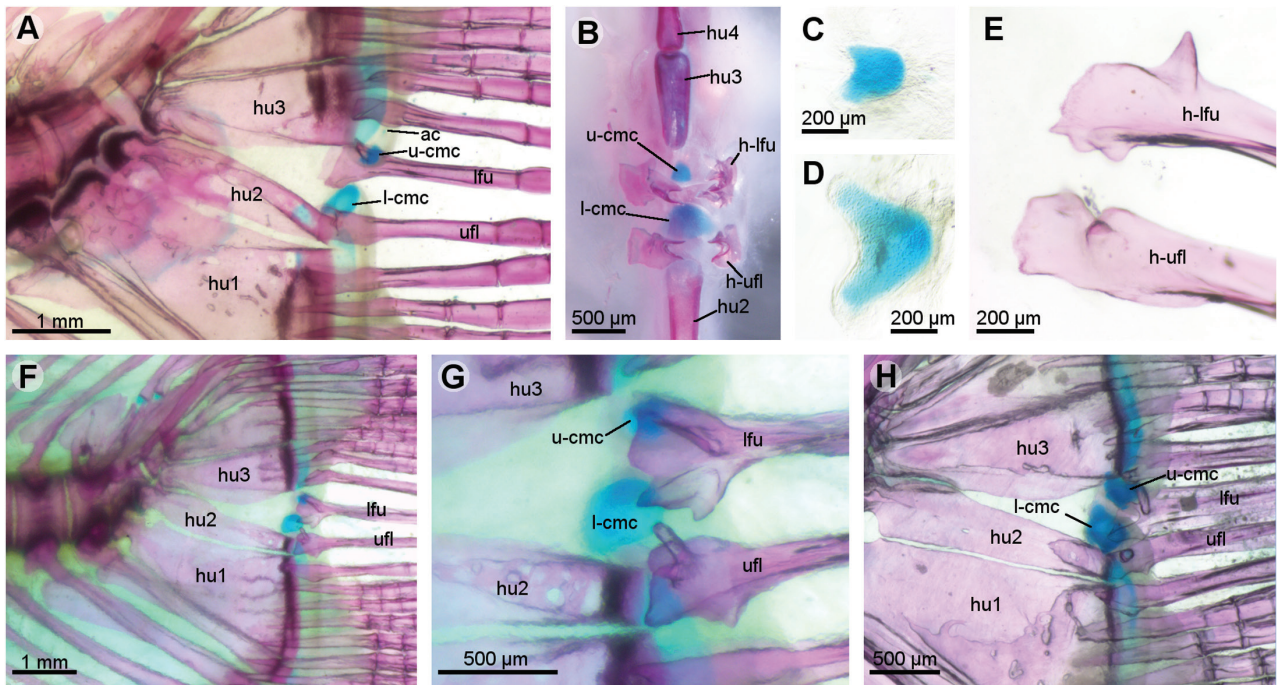 A
hu3
ac
u-cmc
lfu
hu2
l-cmc
ufl
hu1
1 mm
B
hu4
hu3
u-cmc
h-lfu
l-cmc
h-ufl
hu2
500 µm
C
200 µm
D
200 µm
E
h-lfu
h-ufl
200 µm
F
hu3
hu2
lfu
ufl
hu1
1 mm
G
hu3
u-cmc
lfu
l-cmc
hu2
ufl
500 µm
H
hu3
u-cmc
l-cmc
lfu
hu2
ufl
hu1
500 µm